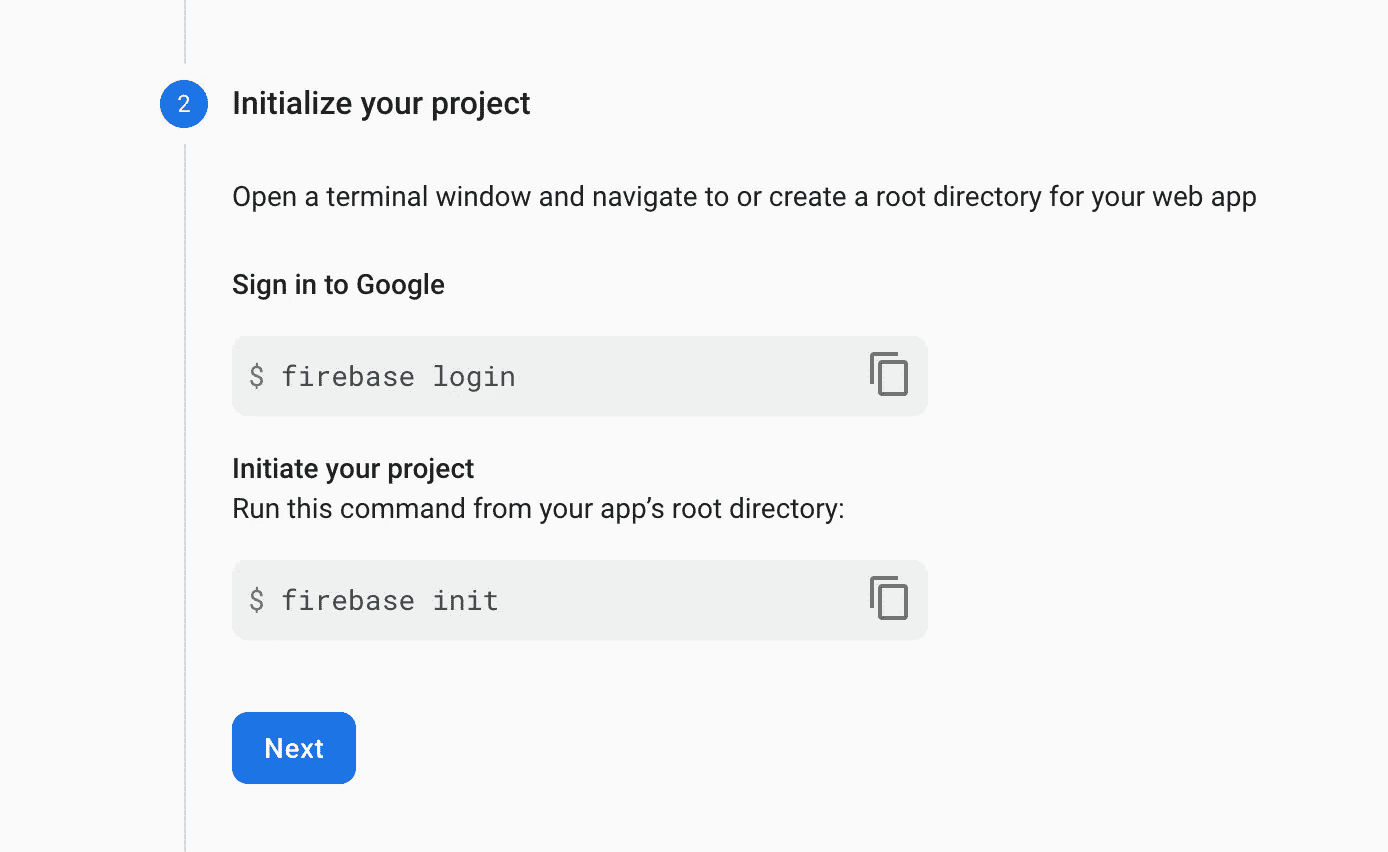 2
Initialize your project
Open a terminal window and navigate to or create a root directory for your web app
Sign in to Google
$ firebase login
Initiate your project
Run this command from your app’s root directory:
$ firebase init
Next